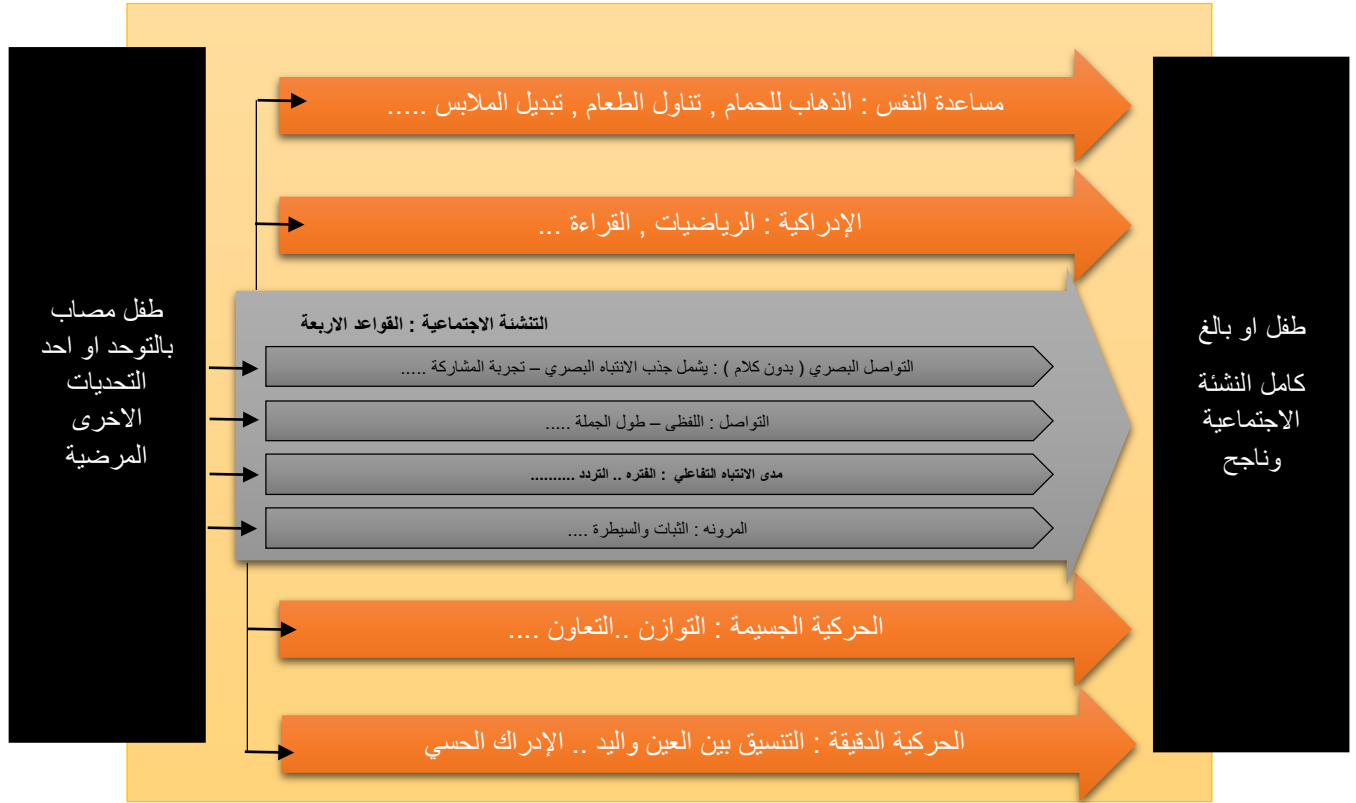 طفل مصاب
بالتوحد او احد
التحديات
الاخرى
المرضية
مساعدة النفس : الذهاب للحمام , تناول الطعام , تبديل الملابس .....
الإدراكية : الرياضيات , القراءة ...
التنشئة الاجتماعية : القواعد الاربعة
التواصل البصري ( بدون كلام ) : يشمل جذب الانتباه البصري – تجربة المشاركة .....
التواصل : اللفظى – طول الجملة .....
مدى الانتباه التفاعلي : الفتره .. التردد ..........
المرونه : الثبات والسيطرة ....
الحركية الجسيمة : التوازن ..التعاون ....
الحركية الدقيقة : التنسيق بين العين واليد .. الإدراك الحسي
طفل او بالغ
كامل النشئة
الاجتماعية
وناجح